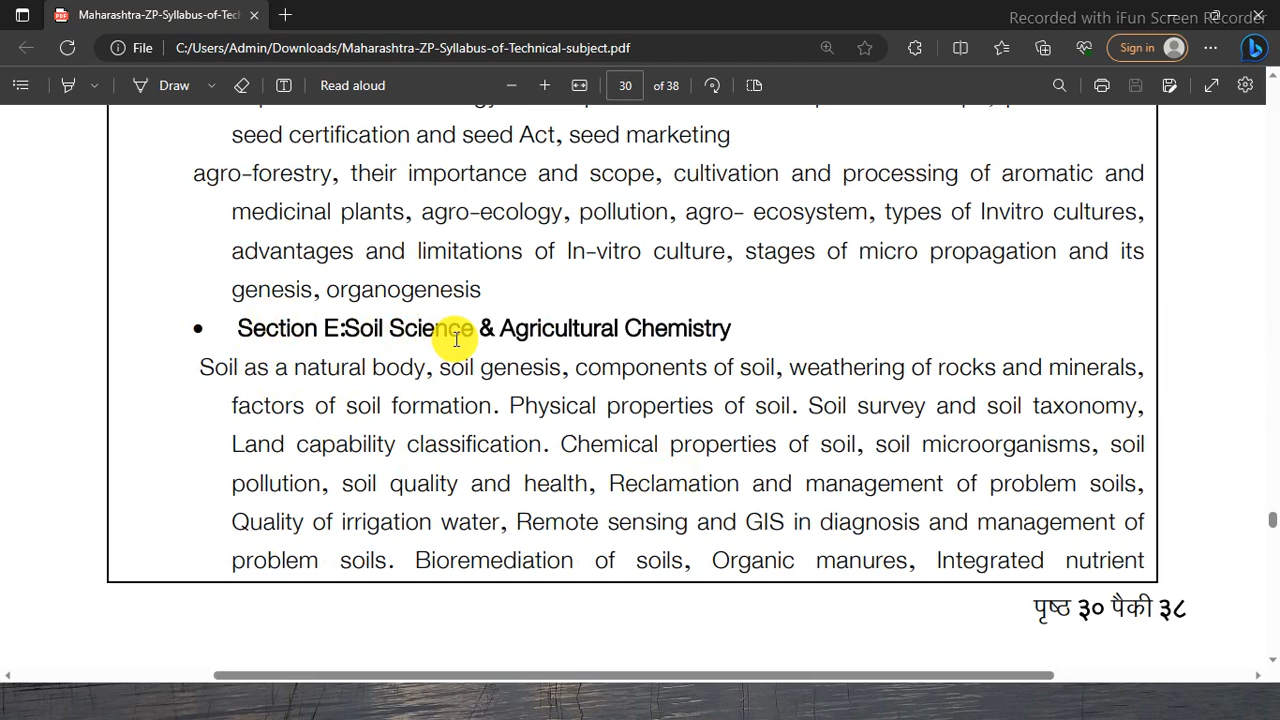 Maharashtra-ZP-Syllabus-of-Tech
Recorded with iFun Screen Recorder
File
C:/Users/Admin/Downloads/Maharashtra-ZP-Syllabus-of-Technical-subject.pdf
Sign in
Draw
Read aloud
30
of 38
seed certification and seed Act, seed marketing
agro-forestry, their importance and scope, cultivation and processing of aromatic and
medicinal plants, agro-ecology, pollution, agro- ecosystem, types of Invitro cultures,
advantages and limitations of In-vitro culture, stages of micro propagation and its
genesis, organogenesis
• Section E:Soil Science & Agricultural Chemistry
Soil as a natural body, soil genesis, components of soil, weathering of rocks and minerals,
factors of soil formation. Physical properties of soil. Soil survey and soil taxonomy,
Land capability classification. Chemical properties of soil, soil microorganisms, soil
pollution, soil quality and health, Reclamation and management of problem soils,
Quality of irrigation water, Remote sensing and GIS in diagnosis and management of
problem soils. Bioremediation of soils, Organic manures, Integrated nutrient
पृष्ठ ३० पैकी ३८